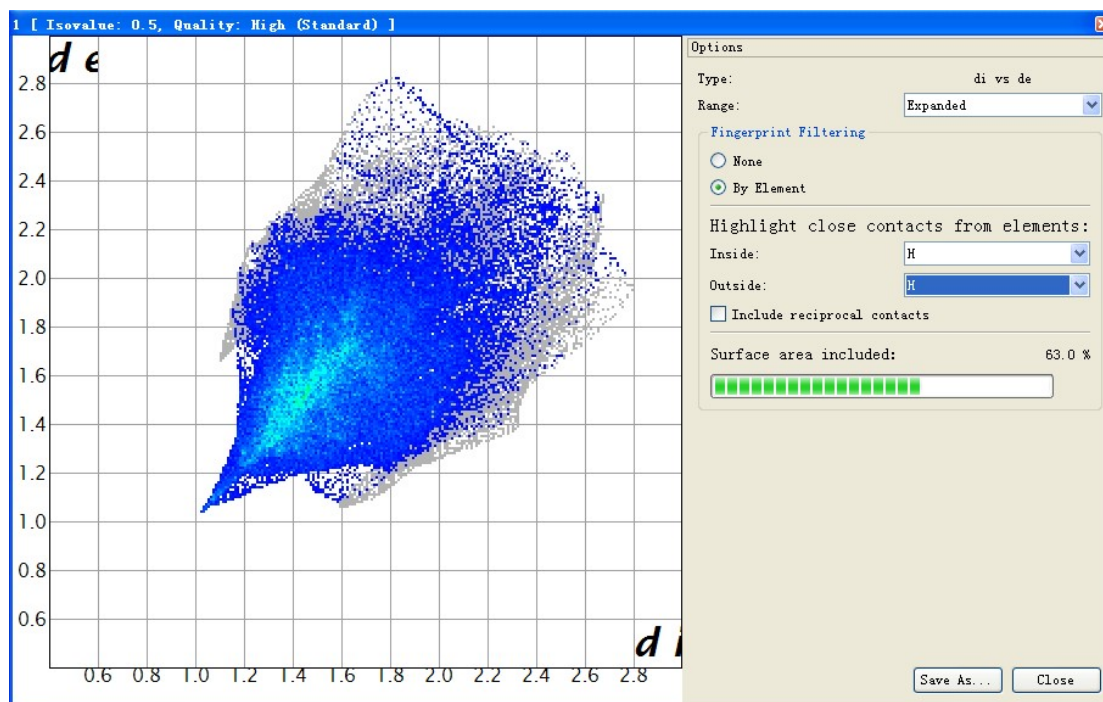 1 [ Isovalue: 0.5, Quality: High (Standard) ]
d e
2.8
2.6
2.4
2.2
2.0
1.8
1.6
1.4
1.2
1.0
0.8
0.6
0.6 0.8 1.0 1.2 1.4 1.6 1.8 2.0 2.2 2.4 2.6 2.8
d i
Options
Type: di vs de
Range: Expanded
Fingerprint Filtering
None
By Element
Highlight close contacts from elements:
Inside: H
Outside: H
Include reciprocal contacts
Surface area included: 63.0 %
Save As... Close